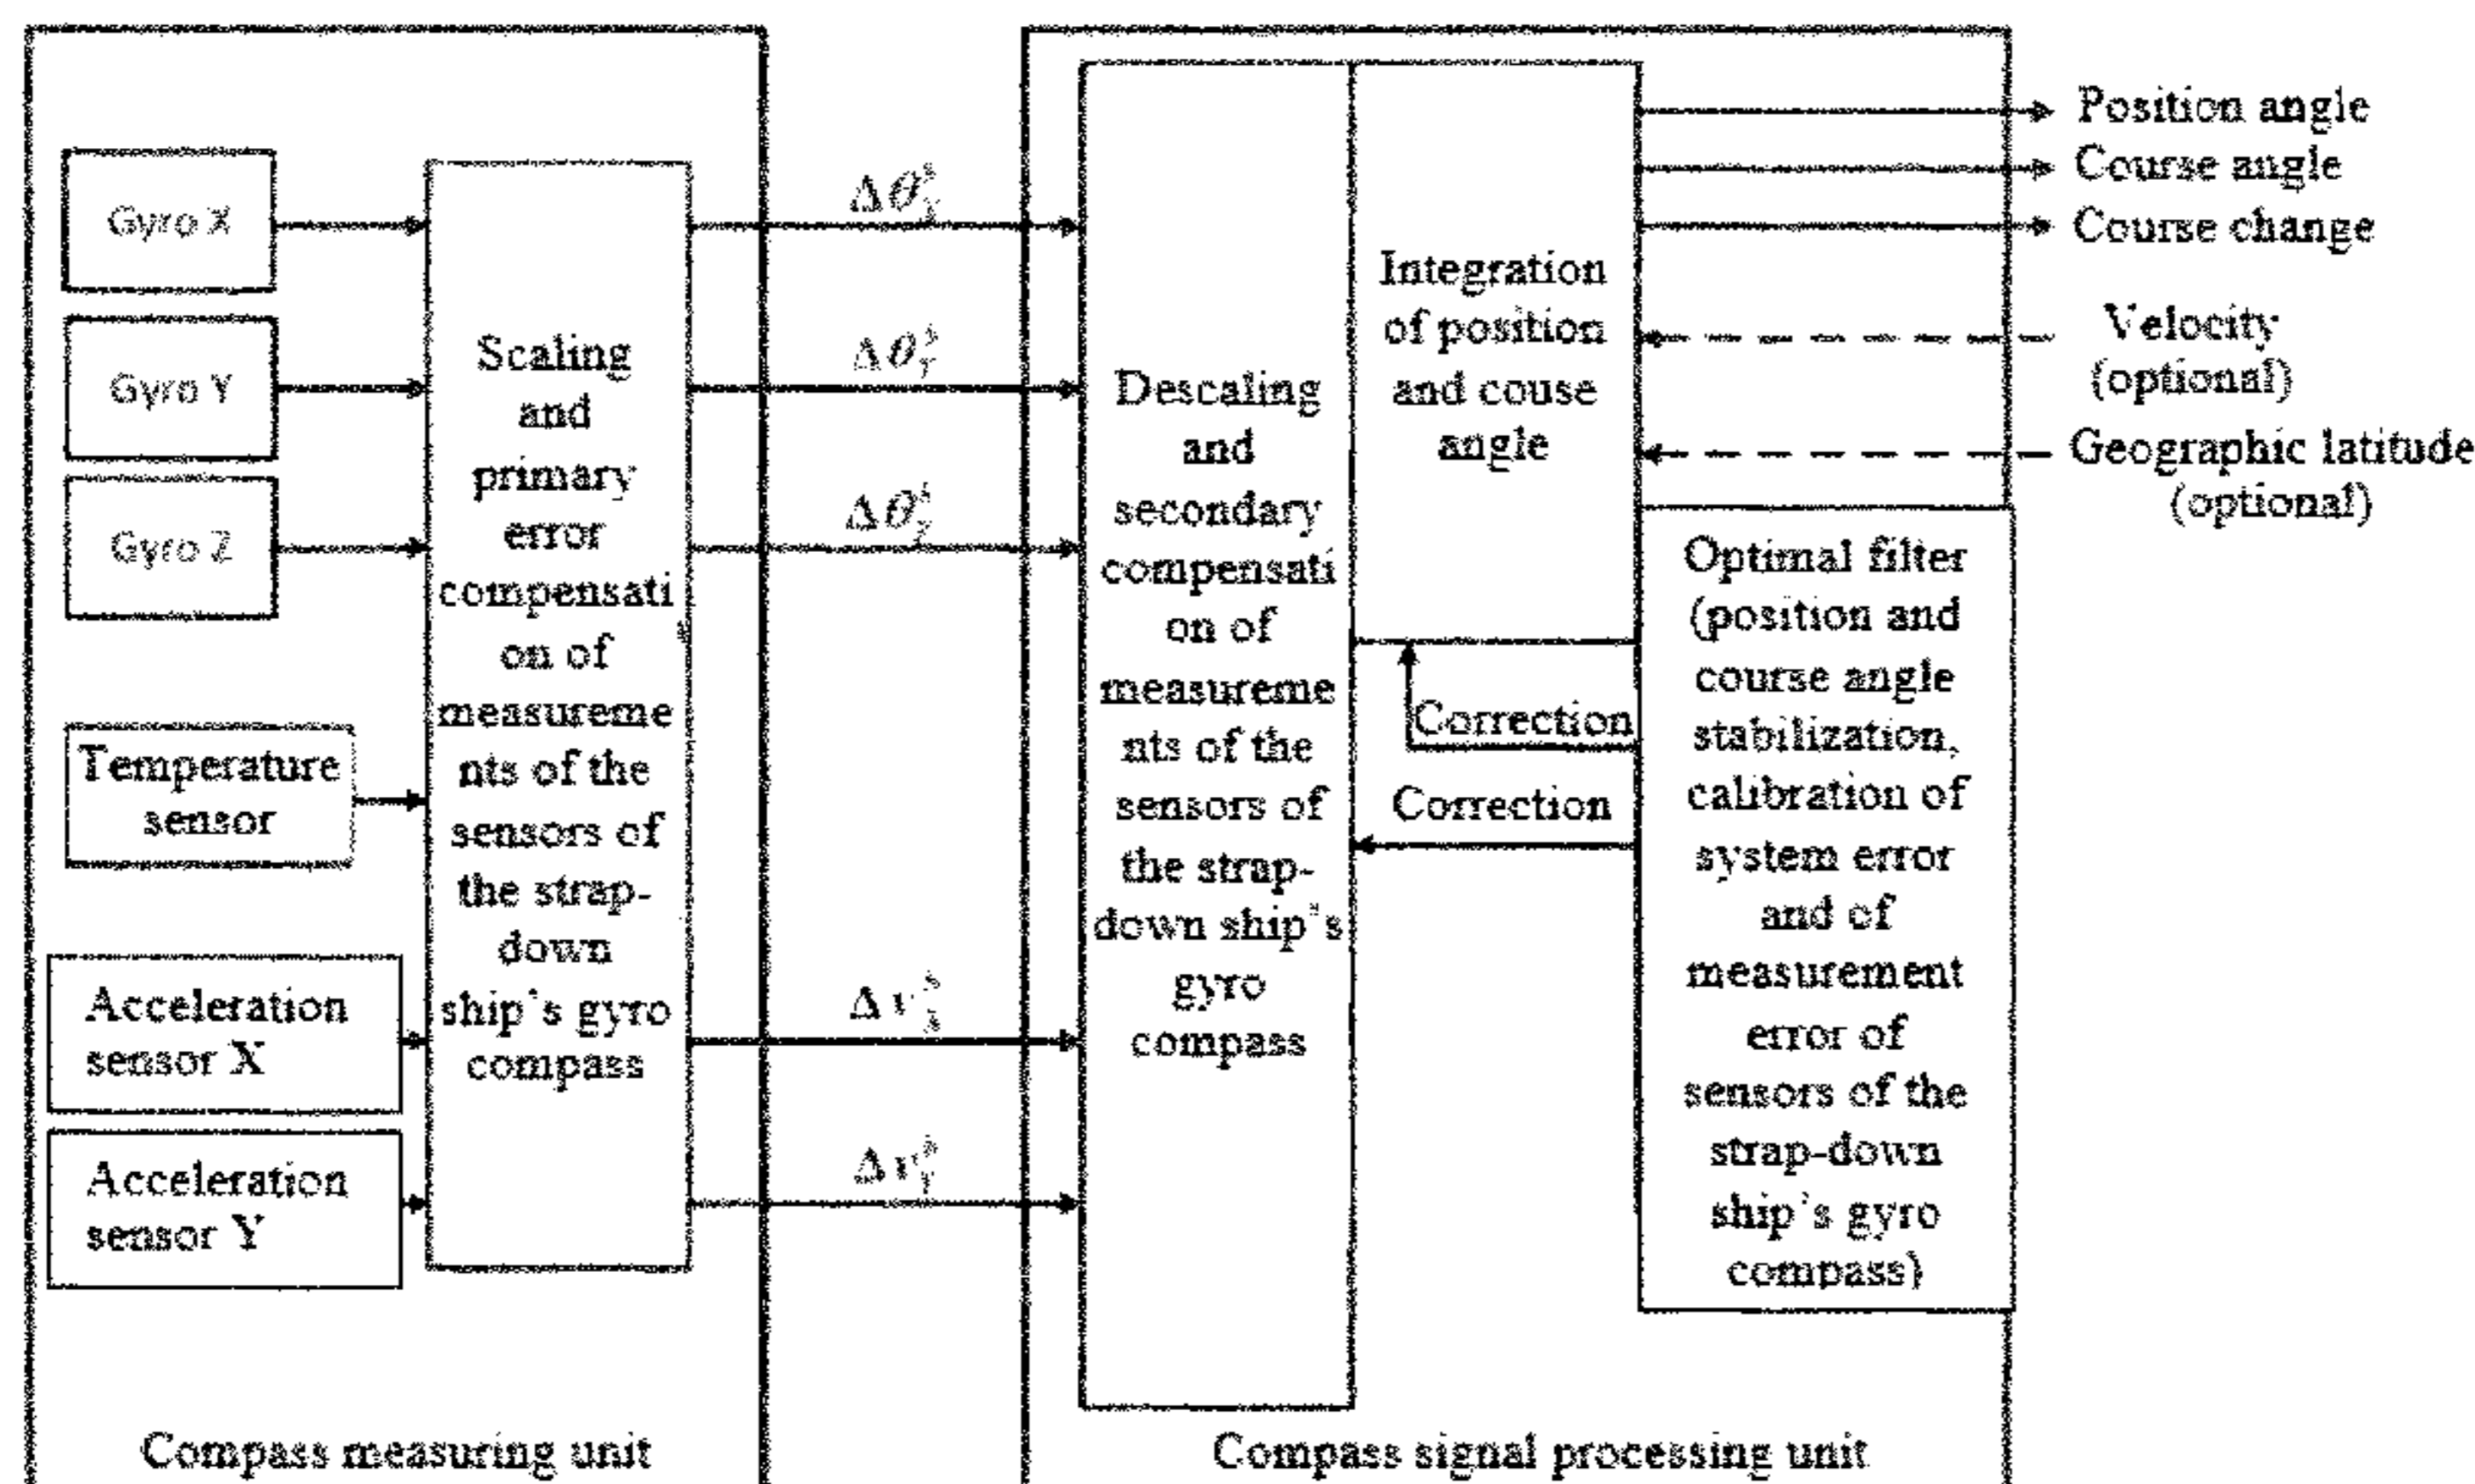 Gyro X
Gyro Y
Gyro Z
Temperature
sensor
Acceleration
sensor X
Acceleration
sensor Y
Scaling
and
primary
error
compensati
on of
measureme
nts of the
sensors of
the strap-
down
ship's gyro
compass
Compass measuring unit
Δθ
Δθ
Δθ
Δv
Δv
Descaling
and
secondary
compensati
on of
measureme
nts of the
sensors of
the strap-
down ship's
gyro
compass
Integration
of position
and couse
angle
Correction
Correction
Optimal filter
(position and
course angle
stabilization,
calibration of
system error
and of
measurement
error of
sensors of the
strap-down
ship's gyro
compass)
Compass signal processing unit
Position angle
Course angle
Course change
Velocity
(optional)
Geographic latitude
(optional)